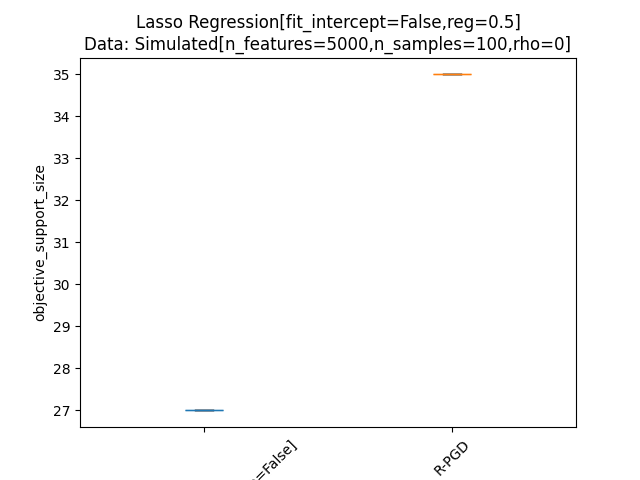 Lasso Regression[fit_intercept=False,reg=0.5]
Data: Simulated[n_features=5000,n_samples=100,rho=0]
objective_support_size
35
34
33
32
31
30
29
28
27
=False]
R-PGD